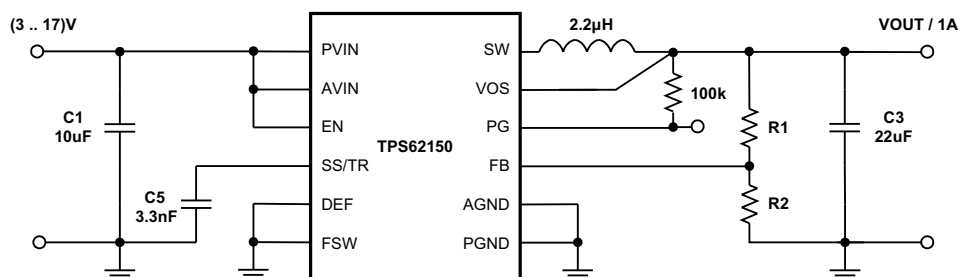 (3 .. 17)V
2.2µH
VOUT / 1A
PVIN
SW
AVIN
VOS
100k
C1
10uF
EN
PG
TPS62150
R1
C3
22uF
SS/TR
FB
C5
3.3nF
DEF
AGND
R2
FSW
PGND